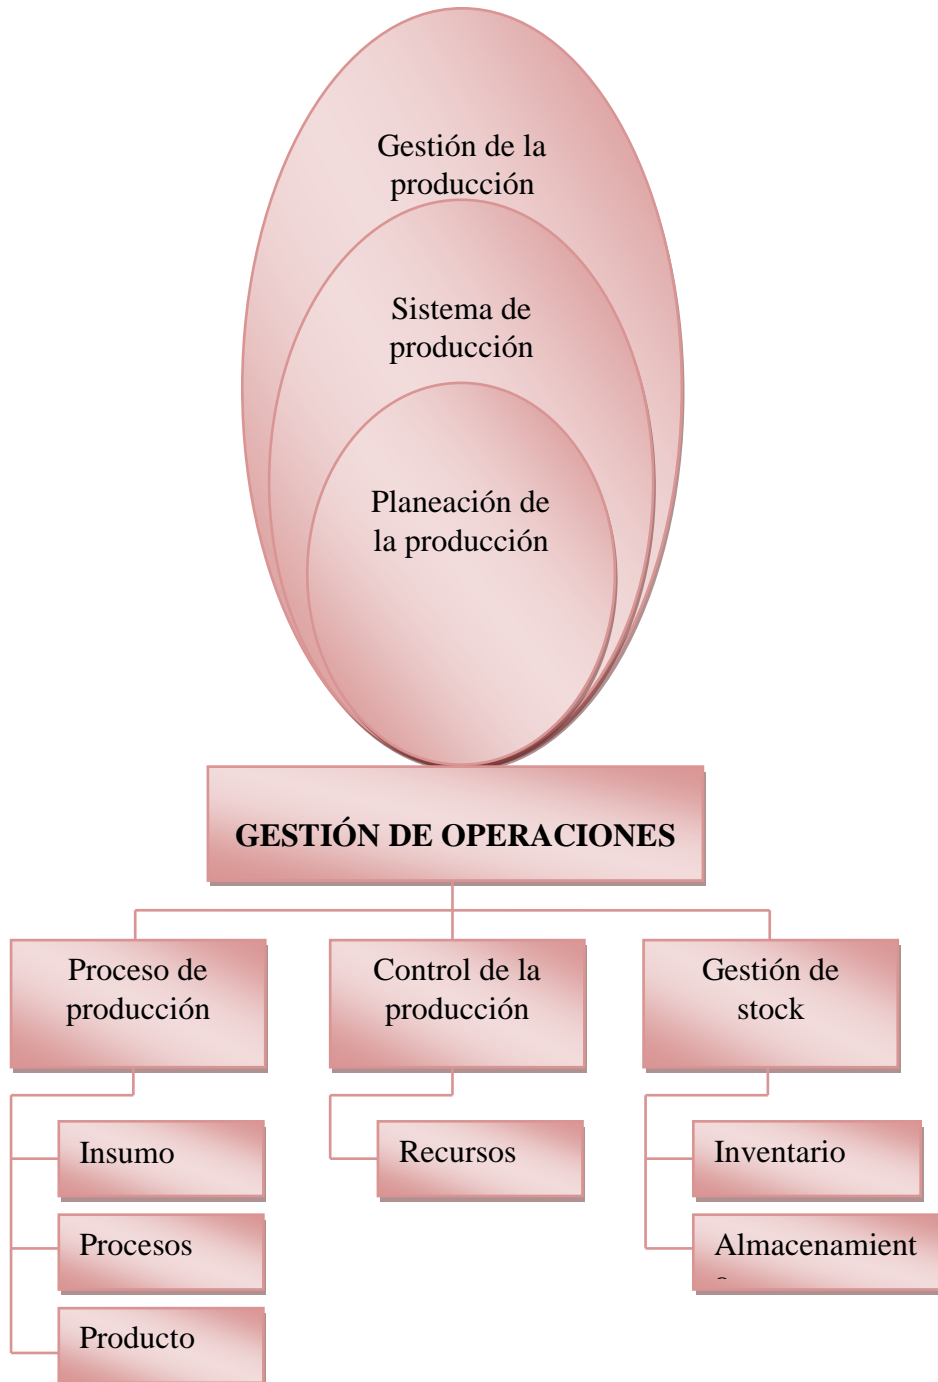 Gestión de la
producción
Sistema de
producción
Planeación de
la producción
GESTIÓN DE OPERACIONES
Proceso de
producción
Control de la
producción
Gestión de
stock
Insumo
Recursos
Inventario
Procesos
Almacenamient
Producto